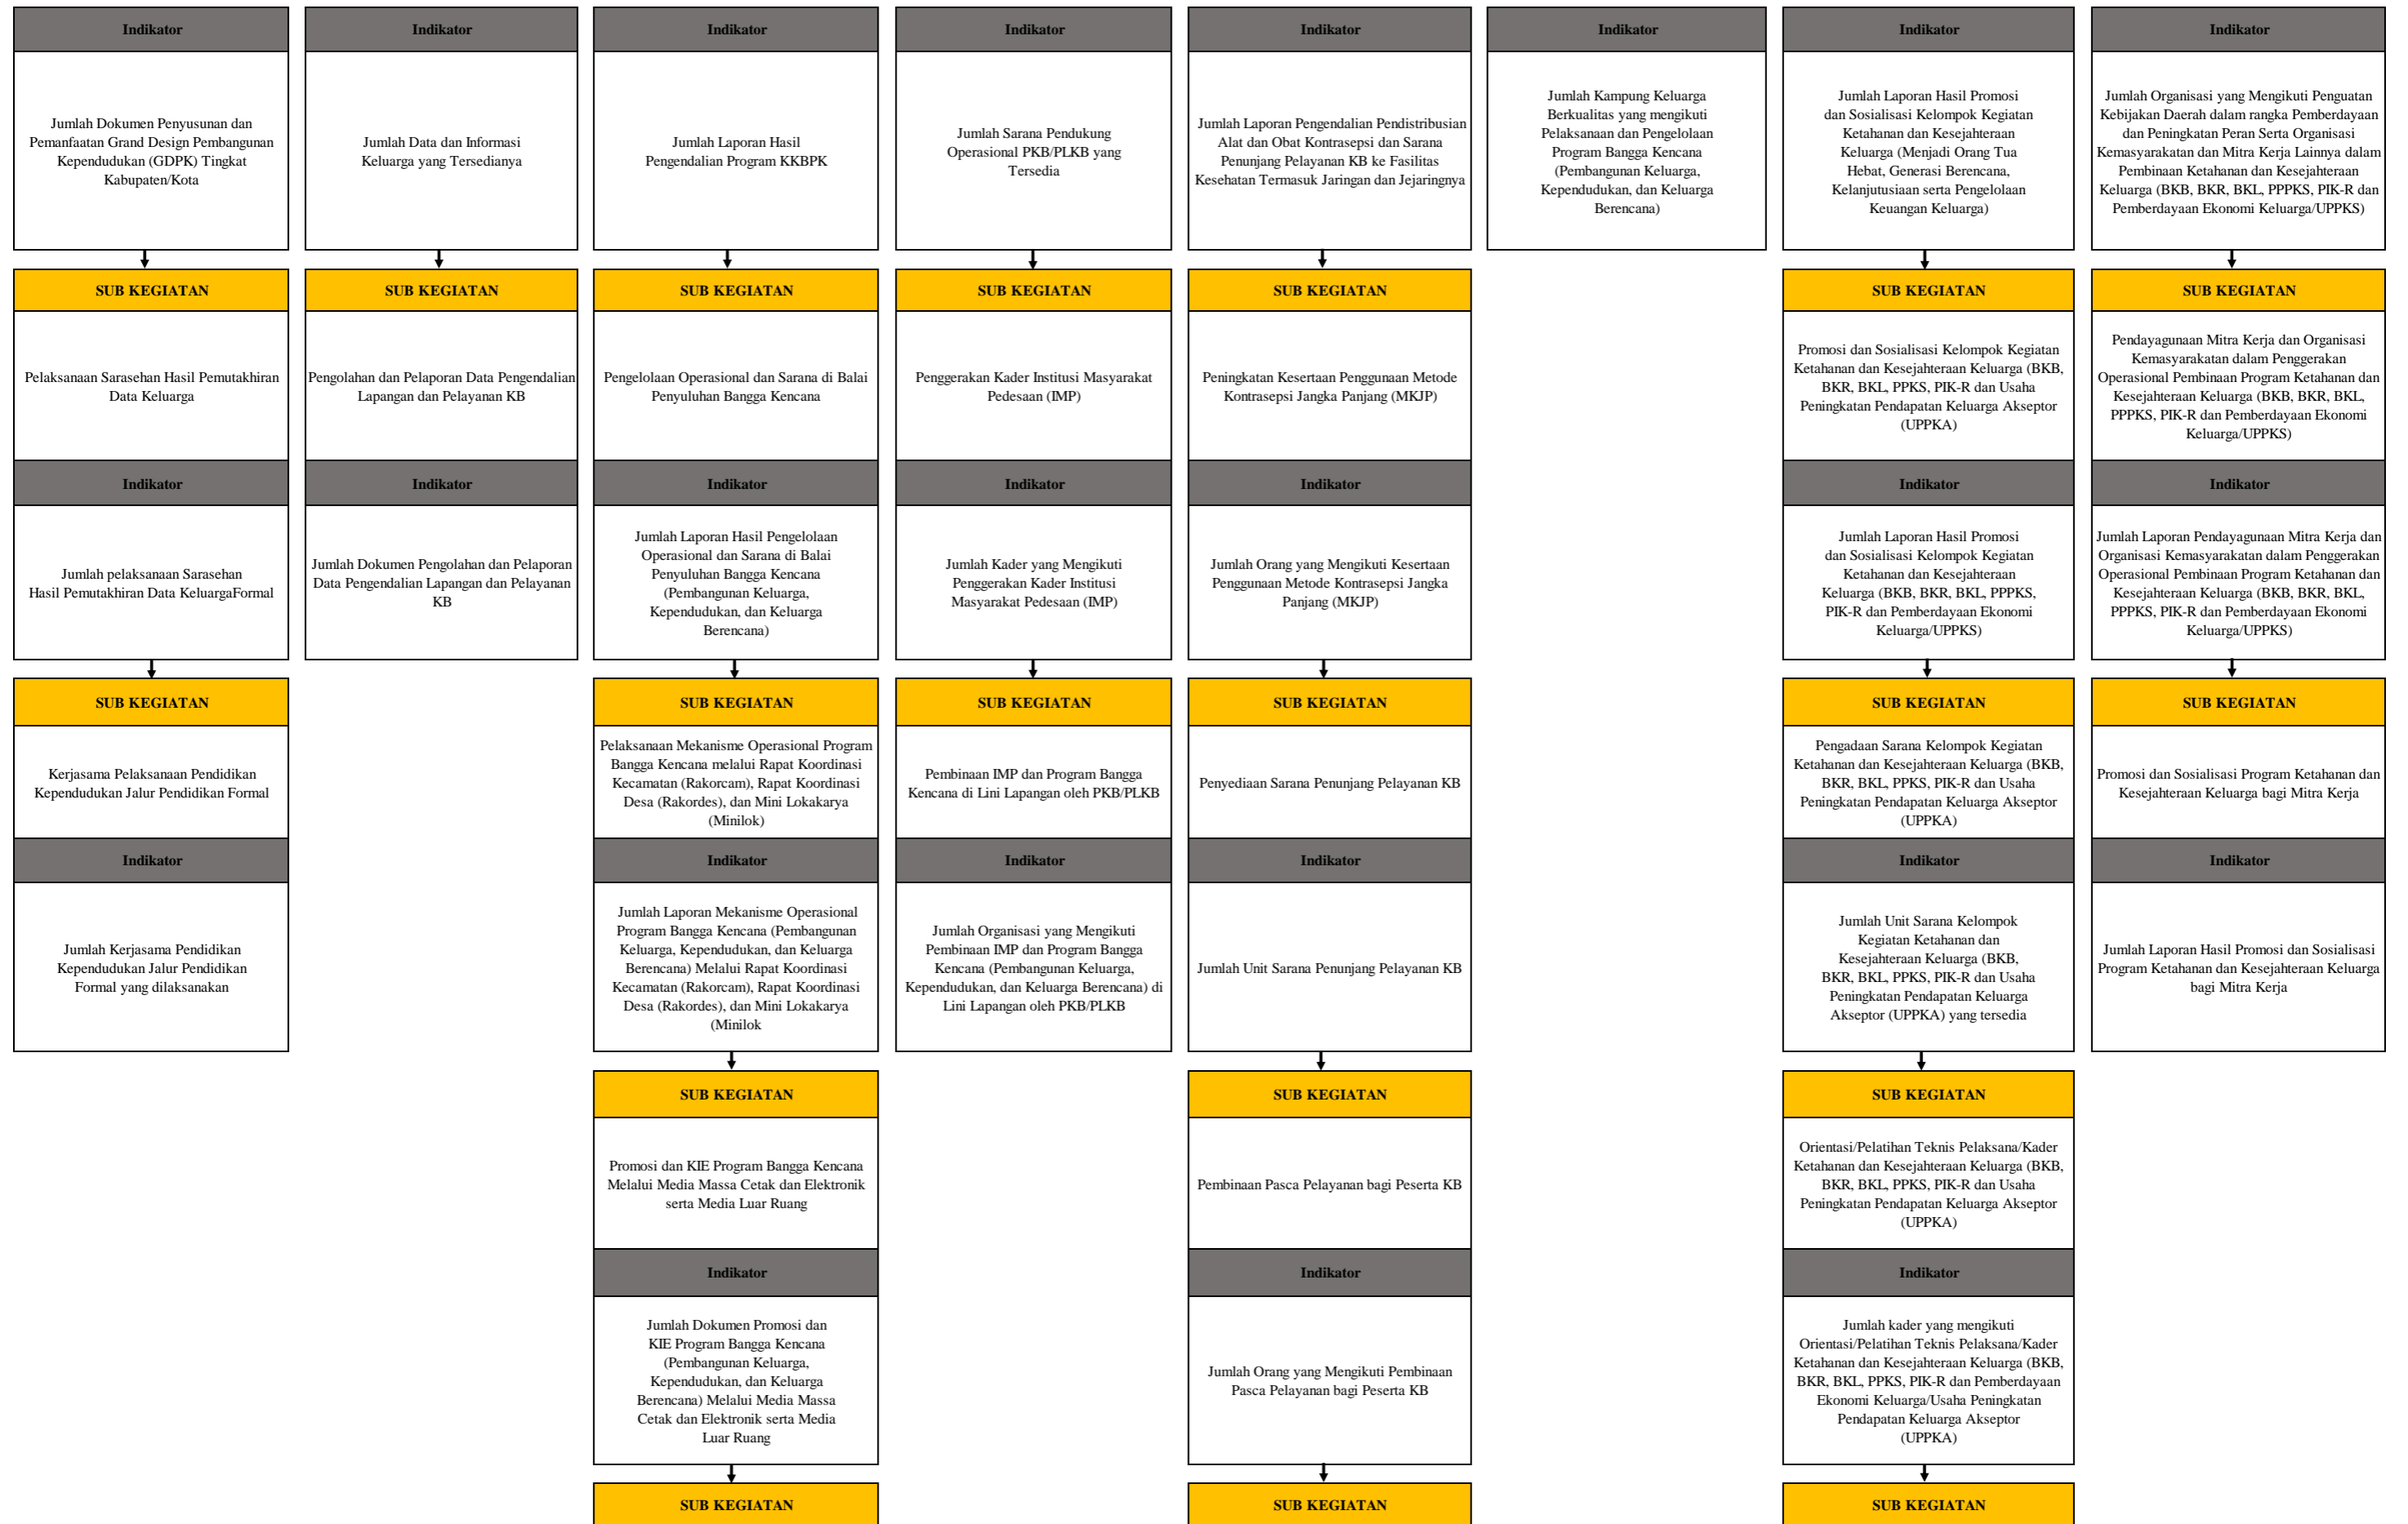 Indikator
Jumlah Dokumen Penyusunan dan
Pemanfaatan Grand Design Pembangunan
Kependudukan (GDPK) Tingkat
Kabupaten/Kota
SUB KEGIATAN
Pelaksanaan Sarasehan Hasil Pemutakhiran
Data Keluarga
Indikator
Jumlah pelaksanaan Sarasehan
Hasil Pemutakhiran Data KeluargaFormal
SUB KEGIATAN
Kerjasama Pelaksanaan Pendidikan
Kependudukan Jalur Pendidikan Formal
Indikator
Jumlah Kerjasama Pendidikan
Kependudukan Jalur Pendidikan
Formal yang dilaksanakan
Indikator
Jumlah Data dan Informasi
Keluarga yang Tersedianya
SUB KEGIATAN
Pengolahan dan Pelaporan Data Pengendalian
Lapangan dan Pelayanan KB
Indikator
Jumlah Dokumen Pengolahan dan Pelaporan
Data Pengendalian Lapangan dan Pelayanan
KB
Indikator
Jumlah Laporan Hasil
Pengendalian Program KKBPK
SUB KEGIATAN
Pengelolaan Operasional dan Sarana di Balai
Penyuluhan Bangga Kencana
Indikator
Jumlah Laporan Hasil Pengelolaan
Operasional dan Sarana di Balai
Penyuluhan Bangga Kencana
(Pembangunan Keluarga,
Kependudukan, dan Keluarga
Berencana)
SUB KEGIATAN
Pelaksanaan Mekanisme Operasional Program
Bangga Kencana melalui Rapat Koordinasi
Kecamatan (Rakorcam), Rapat Koordinasi
Desa (Rakordes), dan Mini Lokakarya
(Minilok)
Indikator
Jumlah Laporan Mekanisme Operasional
Program Bangga Kencana (Pembangunan
Keluarga, Kependudukan, dan Keluarga
Berencana) Melalui Rapat Koordinasi
Kecamatan (Rakorcam), Rapat Koordinasi
Desa (Rakordes), dan Mini Lokakarya
(Minilok
SUB KEGIATAN
Promosi dan KIE Program Bangga Kencana
Melalui Media Massa Cetak dan Elektronik
serta Media Luar Ruang
Indikator
Jumlah Dokumen Promosi dan
KIE Program Bangga Kencana
(Pembangunan Keluarga,
Kependudukan, dan Keluarga
Berencana) Melalui Media Massa
Cetak dan Elektronik serta Media
Luar Ruang
SUB KEGIATAN
Indikator
Jumlah Sarana Pendukung
Operasional PKB/PLKB yang
Tersedia
SUB KEGIATAN
Penggerakan Kader Institusi Masyarakat
Pedesaan (IMP)
Indikator
Jumlah Kader yang Mengikuti
Penggerakan Kader Institusi
Masyarakat Pedesaan (IMP)
SUB KEGIATAN
Pembinaan IMP dan Program Bangga
Kencana di Lini Lapangan oleh PKB/PLKB
Indikator
Jumlah Organisasi yang Mengikuti
Pembinaan IMP dan Program Bangga
Kencana (Pembangunan Keluarga,
Kependudukan, dan Keluarga Berencana) di
Lini Lapangan oleh PKB/PLKB
Indikator
Jumlah Laporan Pengendalian Pendistribusian
Alat dan Obat Kontrasepsi dan Sarana
Penunjang Pelayanan KB ke Fasilitas
Kesehatan Termasuk Jaringan dan Jejaringnya
SUB KEGIATAN
Peningkatan Kesertaan Penggunaan Metode
Kontrasepsi Jangka Panjang (MKJP)
Indikator
Jumlah Orang yang Mengikuti Kesertaan
Penggunaan Metode Kontrasepsi Jangka
Panjang (MKJP)
SUB KEGIATAN
Penyediaan Sarana Penunjang Pelayanan KB
Indikator
Jumlah Unit Sarana Penunjang Pelayanan KB
SUB KEGIATAN
Pembinaan Pasca Pelayanan bagi Peserta KB
Indikator
Jumlah Orang yang Mengikuti Pembinaan
Pasca Pelayanan bagi Peserta KB
SUB KEGIATAN
Indikator
Jumlah Kampung Keluarga
Berkualitas yang mengikuti
Pelaksanaan dan Pengelolaan
Program Bangga Kencana
(Pembangunan Keluarga,
Kependudukan, dan Keluarga
Berencana)
Indikator
Jumlah Laporan Hasil Promosi
dan Sosialisasi Kelompok Kegiatan
Ketahanan dan Kesejahteraan
Keluarga (Menjadi Orang Tua
Hebat, Generasi Berencana,
Kelanjutusiaan serta Pengelolaan
Keuangan Keluarga)
SUB KEGIATAN
Promosi dan Sosialisasi Kelompok Kegiatan
Ketahanan dan Kesejahteraan Keluarga (BKB,
BKR, BKL, PPKS, PIK-R dan Usaha
Peningkatan Pendapatan Keluarga Akseptor
(UPPKA)
Indikator
Jumlah Laporan Hasil Promosi
dan Sosialisasi Kelompok Kegiatan
Ketahanan dan Kesejahteraan
Keluarga (BKB, BKR, BKL, PPPKS,
PIK-R dan Pemberdayaan Ekonomi
Keluarga/UPPKS)
SUB KEGIATAN
Pengadaan Sarana Kelompok Kegiatan
Ketahanan dan Kesejahteraan Keluarga (BKB,
BKR, BKL, PPKS, PIK-R dan Usaha
Peningkatan Pendapatan Keluarga Akseptor
(UPPKA)
Indikator
Jumlah Unit Sarana Kelompok
Kegiatan Ketahanan dan
Kesejahteraan Keluarga (BKB,
BKR, BKL, PPKS, PIK-R dan Usaha
Peningkatan Pendapatan Keluarga
Akseptor (UPPKA) yang tersedia
SUB KEGIATAN
Orientasi/Pelatihan Teknis Pelaksana/Kader
Ketahanan dan Kesejahteraan Keluarga (BKB,
BKR, BKL, PPKS, PIK-R dan Usaha
Peningkatan Pendapatan Keluarga Akseptor
(UPPKA)
Indikator
Jumlah kader yang mengikuti
Orientasi/Pelatihan Teknis Pelaksana/Kader
Ketahanan dan Kesejahteraan Keluarga (BKB,
BKR, BKL, PPKS, PIK-R dan Pemberdayaan
Ekonomi Keluarga/Usaha Peningkatan
Pendapatan Keluarga Akseptor
(UPPKA)
SUB KEGIATAN
Indikator
Jumlah Organisasi yang Mengikuti Penguatan
Kebijakan Daerah dalam rangka Pemberdayaan
dan Peningkatan Peran Serta Organisasi
Kemasyarakatan dan Mitra Kerja Lainnya dalam
Pembinaan Ketahanan dan Kesejahteraan
Keluarga (BKB, BKR, BKL, PPPKS, PIK-R dan
Pemberdayaan Ekonomi Keluarga/UPPKS)
SUB KEGIATAN
Pendayagunaan Mitra Kerja dan Organisasi
Kemasyarakatan dalam Penggerakan
Operasional Pembinaan Program Ketahanan dan
Kesejahteraan Keluarga (BKB, BKR, BKL,
PPPKS, PIK-R dan Pemberdayaan Ekonomi
Keluarga/UPPKS)
Indikator
Jumlah Laporan Pendayagunaan Mitra Kerja dan
Organisasi Kemasyarakatan dalam Penggerakan
Operasional Pembinaan Program Ketahanan dan
Kesejahteraan Keluarga (BKB, BKR, BKL,
PPPKS, PIK-R dan Pemberdayaan Ekonomi
Keluarga/UPPKS)
SUB KEGIATAN
Promosi dan Sosialisasi Program Ketahanan dan
Kesejahteraan Keluarga bagi Mitra Kerja
Indikator
Jumlah Laporan Hasil Promosi dan Sosialisasi
Program Ketahanan dan Kesejahteraan Keluarga
bagi Mitra Kerja